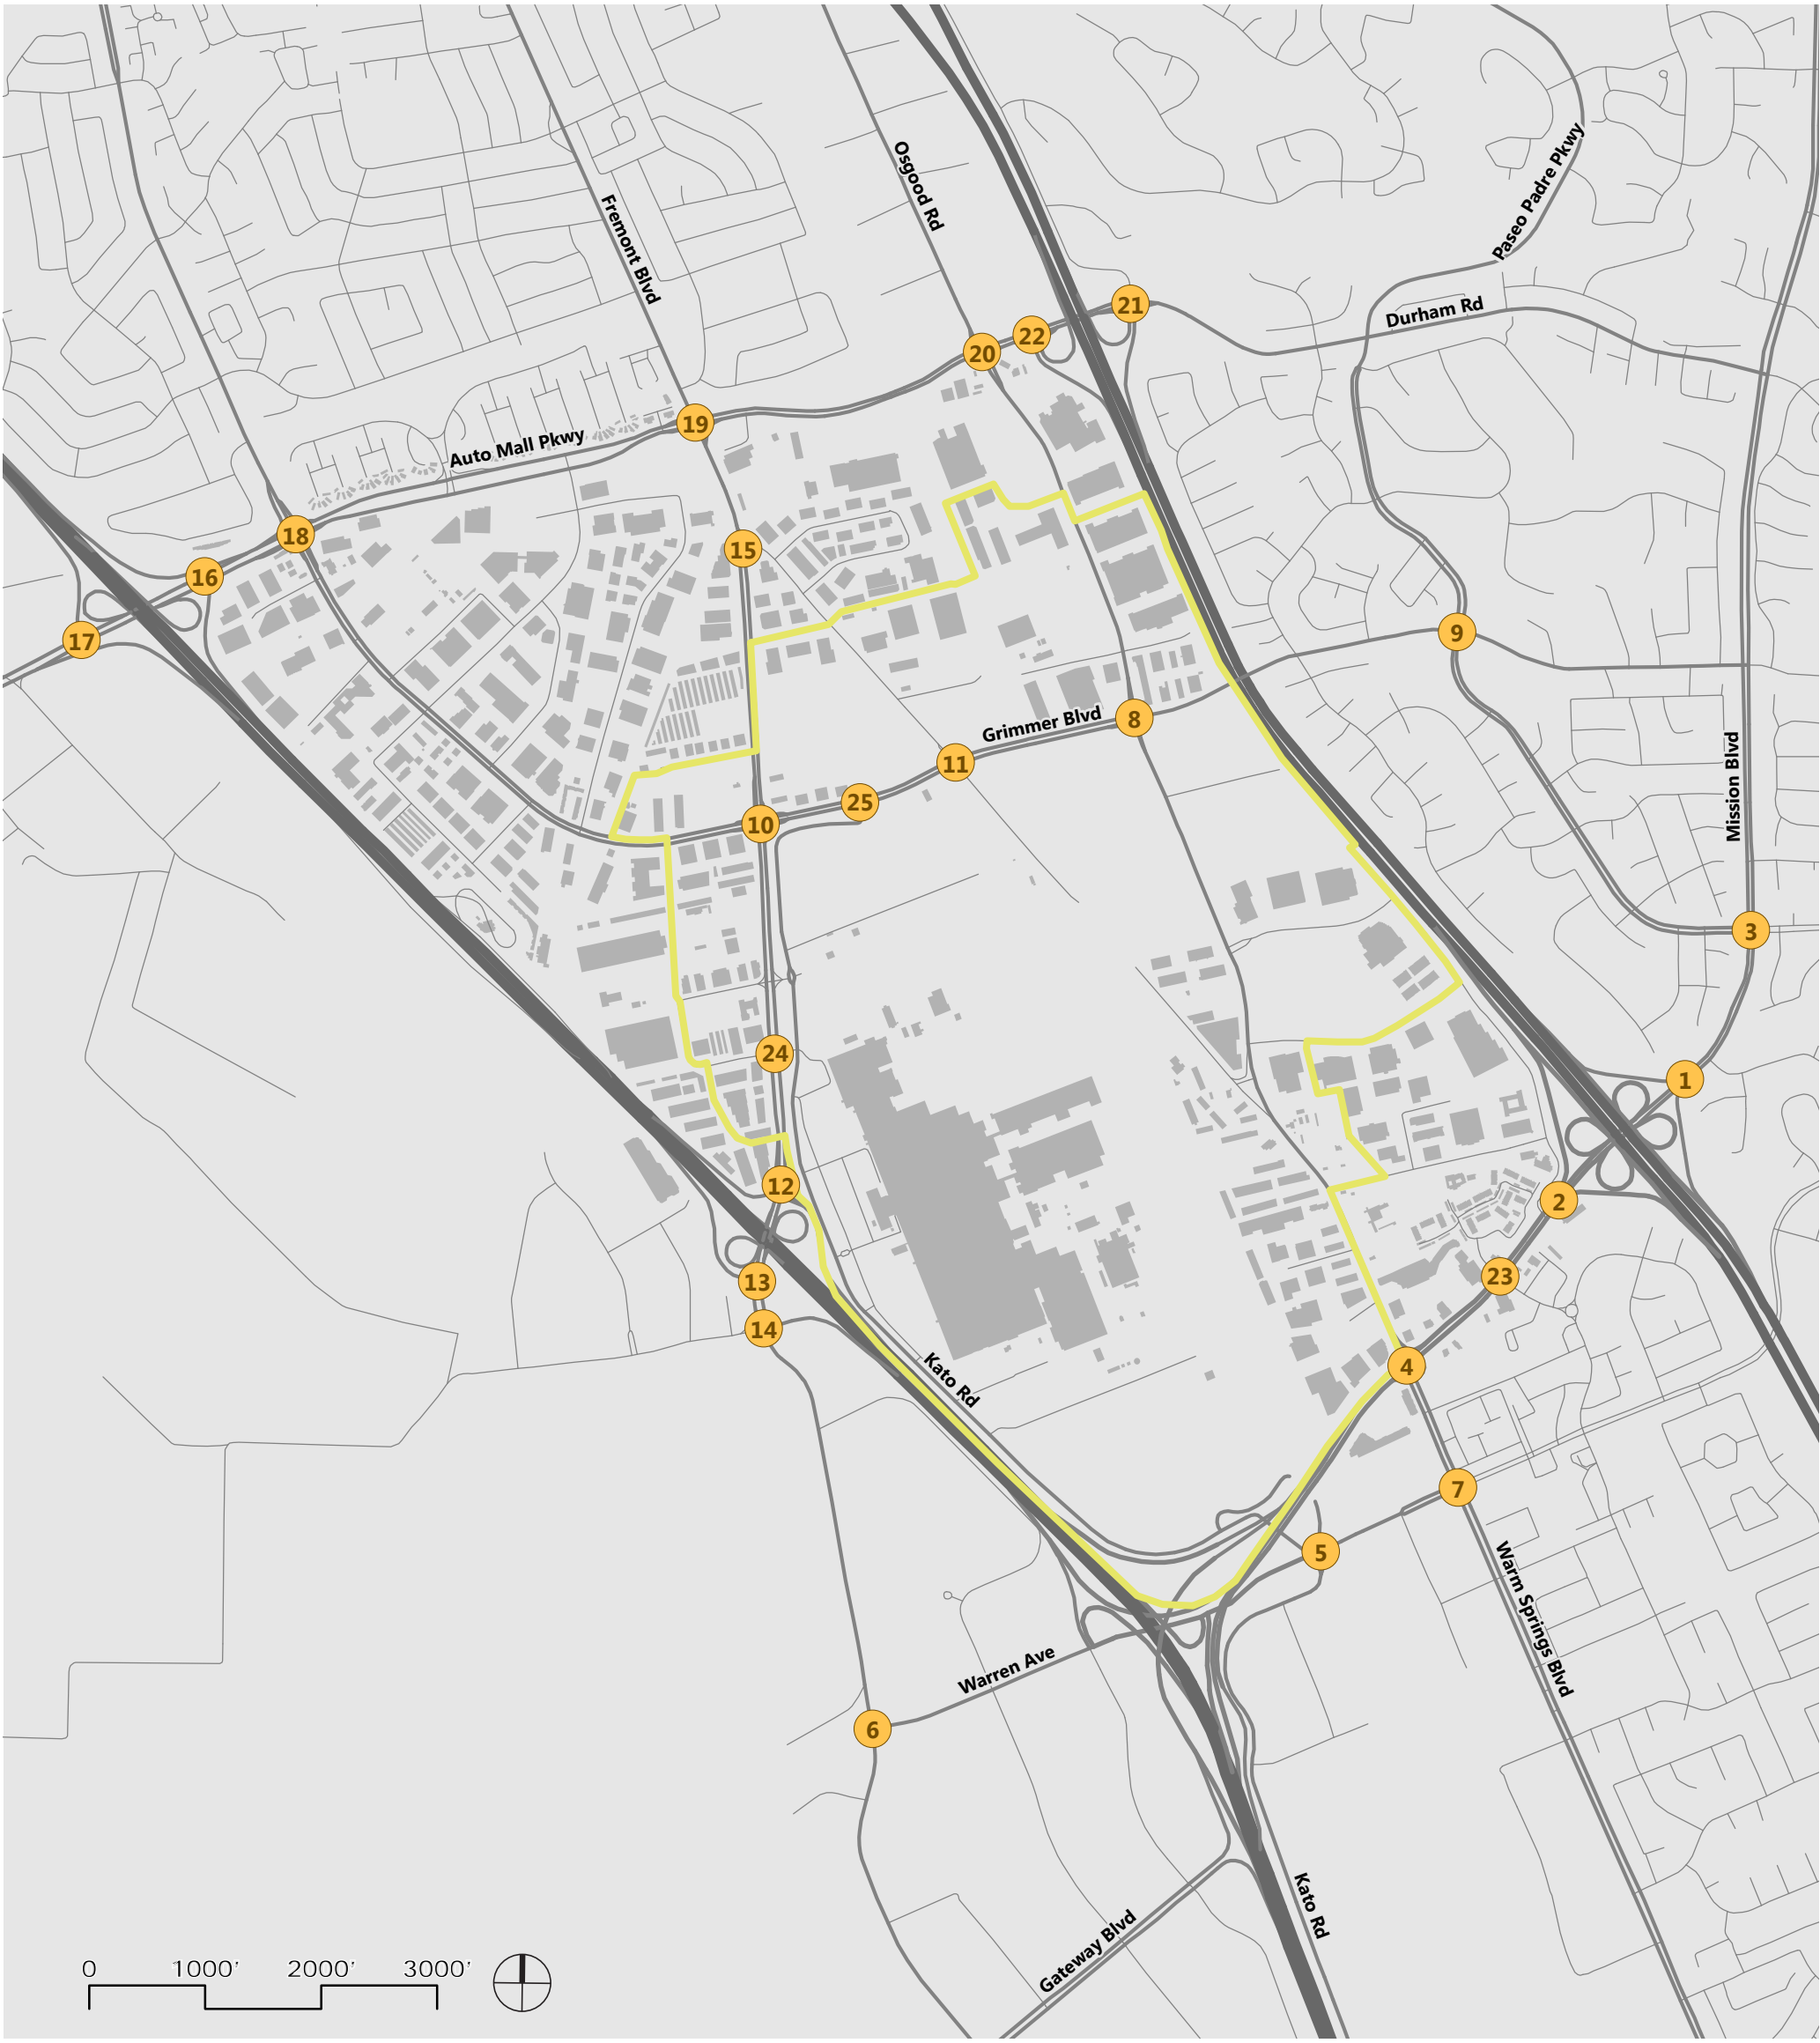 Paseo Padre Pkwy
Osgood Rd
Fremont Blvd
21
Durham Rd
22
20
19
Auto Mall Pkwy
18
15
16
9
17
Grimmer Blvd
8
11
Mission Blvd
25
10
3
24
1
12
2
23
13
14
4
Kato Rd
7
5
Warm Springs Blvd
Warren Ave
6
Kato Rd
Gateway Blvd
0 1000' 2000' 3000'